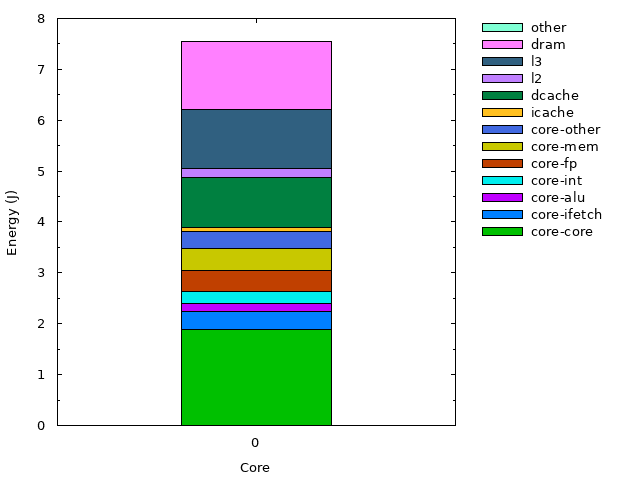 8
7
6
5
4
3
2
1
0
Energy (J)
0
Core
other
dram
l3
l2
dcache
icache
core-other
core-mem
core-fp
core-int
core-alu
core-ifetch
core-core